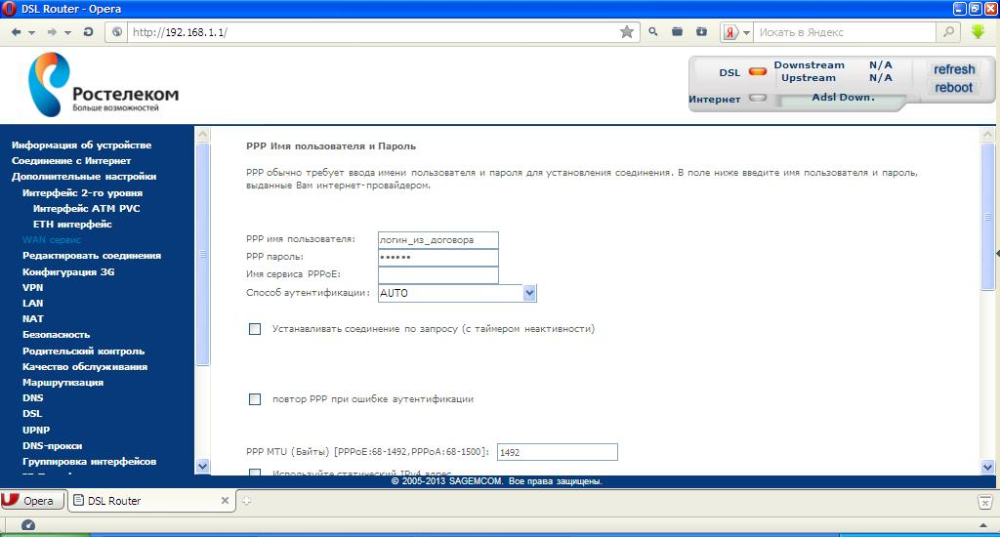 DSL Router - Opera
http://192.168.1.1/
Я
Искать в Яндекс
Ростелеком
Больше возможностей
DSL
Downstream N/A
Upstream N/A
Интернет
Adsl Down.
refresh
reboot
Информация об устройстве
Соединение с Интернет
Дополнительные настройки
Интерфейс 2-го уровня
Интерфейс ATM PVC
ETH интерфейс
WAN сервис
Редактировать соединения
Конфигурация 3G
VPN
LAN
NAT
Безопасность
Родительский контроль
Качество обслуживания
Маршрутизация
DNS
DSL
UPNP
DNS-прокси
Группировка интерфейсов
PPP Имя пользователя и Пароль
PPP обычно требует ввода имени пользователя и пароля для установления соединения. В поле ниже введите имя пользователя и пароль,
выданные Вам интернет-провайдером.
PPP имя пользователя: логин_из_договора
PPP пароль: ••••••
Имя сервиса PPPoE:
Способ аутентификации: AUTO
Устанавливать соединение по запросу (с таймером неактивности)
повтор PPP при ошибке аутентификации
PPP MTU (Байты) [PPPoE:68-1492,PPPoA:68-1500]: 1492
Используйте статический IPv4 адрес
© 2005-2013 SAGEMCOM. Все права защищены.
Opera
DSL Router